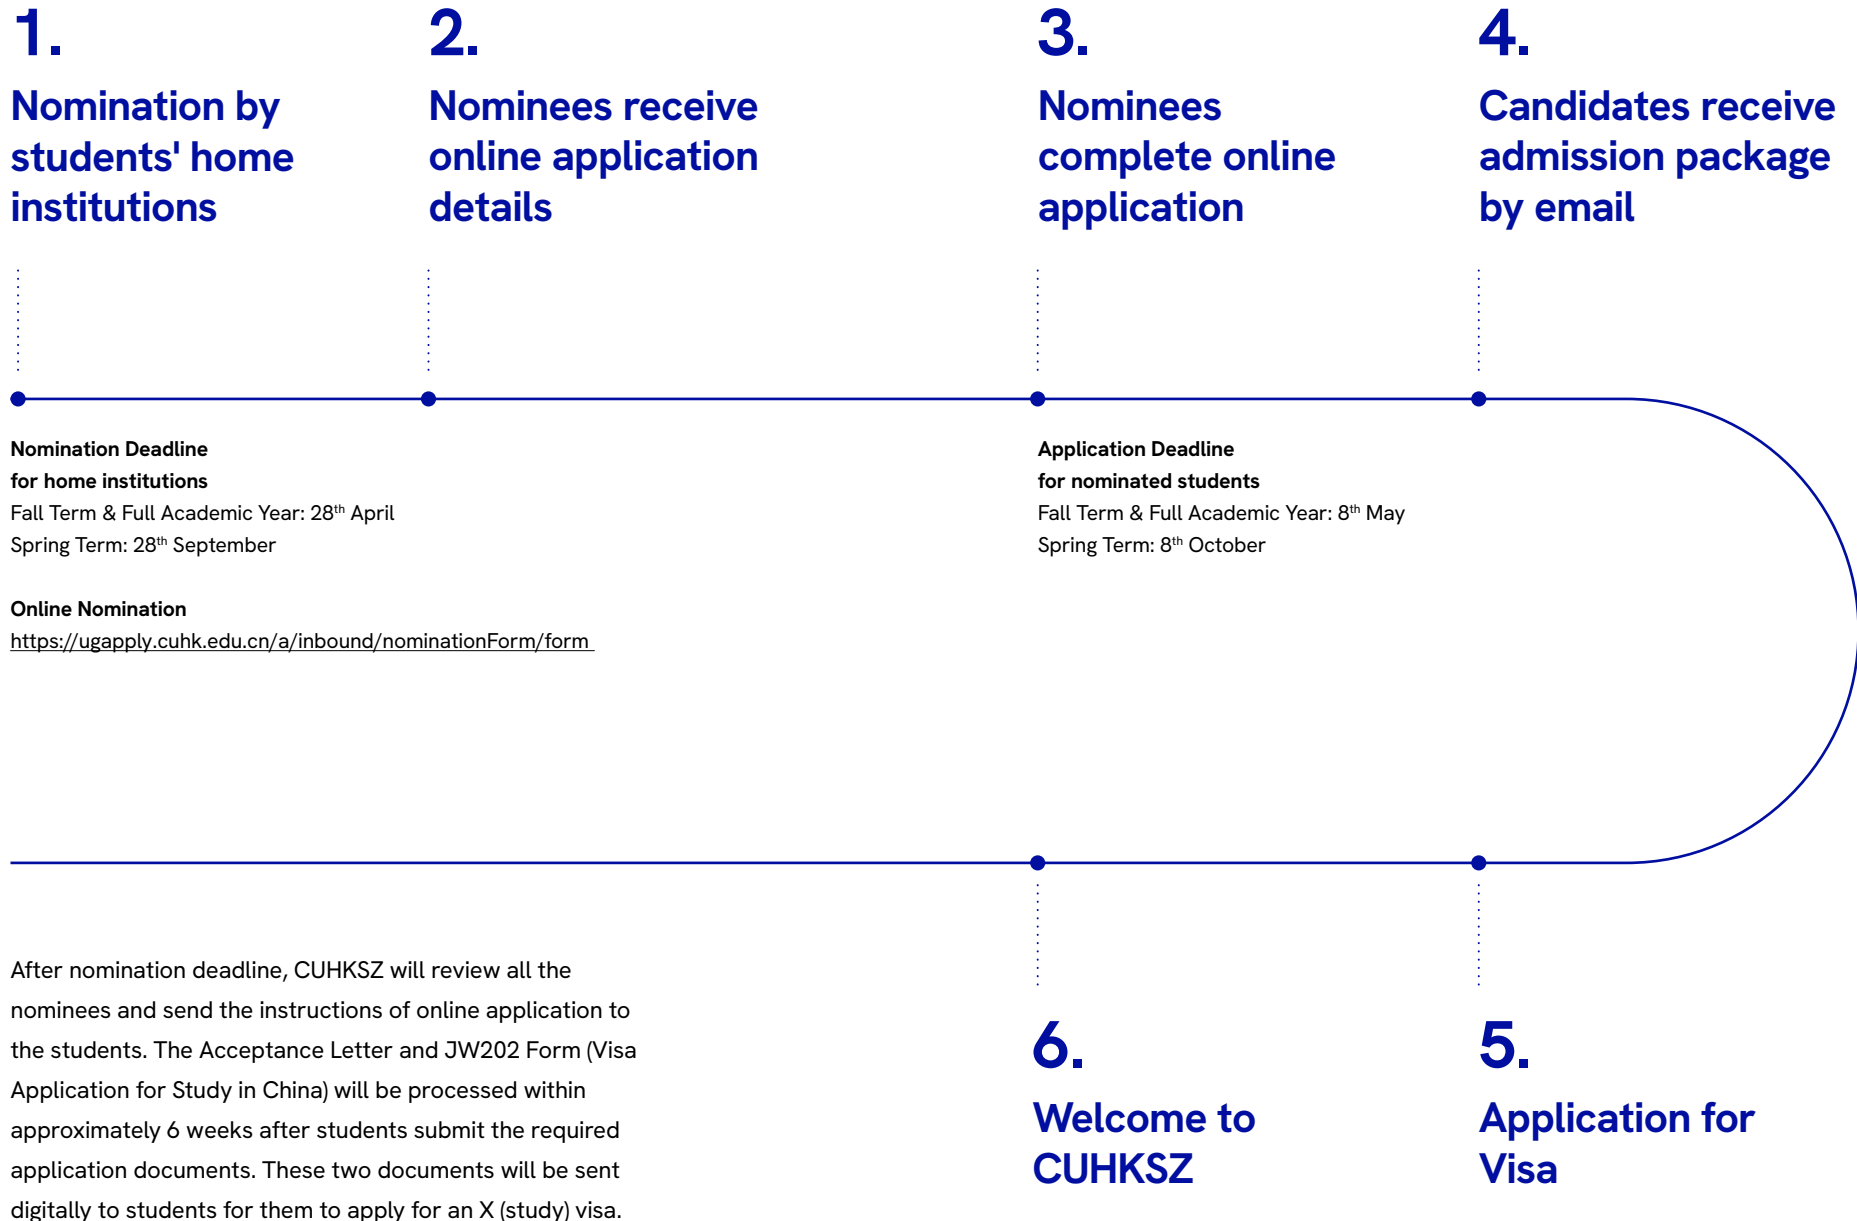 1.
Nomination by
students' home
institutions
2.
Nominees receive
online application
details
3.
Nominees
complete online
application
4.
Candidates receive
admission package
by email
Nomination Deadline
for home institutions
Fall Term & Full Academic Year: 28th April
Spring Term: 28th September
Online Nomination
https://ugapply.cuhk.edu.cn/a/inbound/nominationForm/form
Application Deadline
for nominated students
Fall Term & Full Academic Year: 8th May
Spring Term: 8th October
After nomination deadline, CUHKSZ will review all the
nominees and send the instructions of online application to
the students. The Acceptance Letter and JW202 Form (Visa
Application for Study in China) will be processed within
approximately 6 weeks after students submit the required
application documents. These two documents will be sent
digitally to students for them to apply for an X (study) visa.
6.
Welcome to
CUHKSZ
5.
Application for
Visa